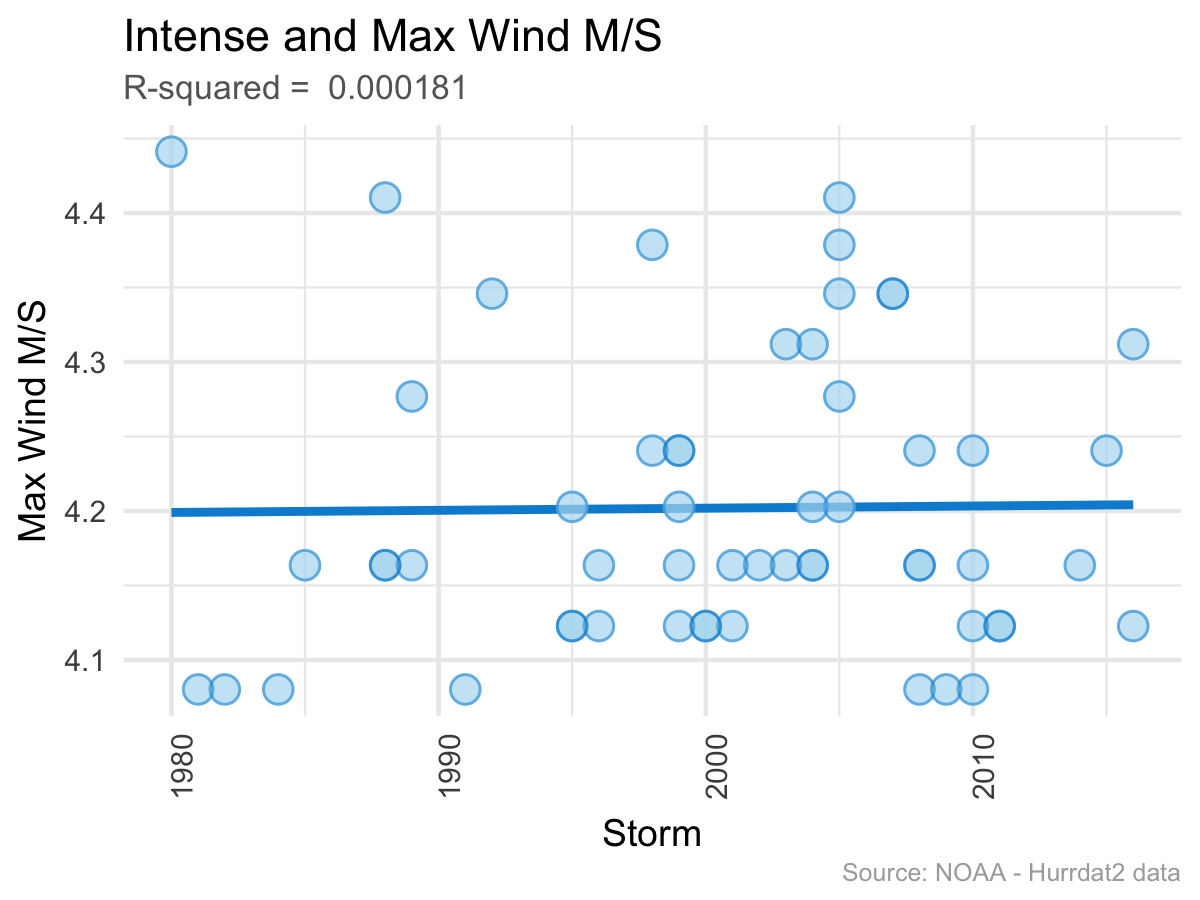 Intense and Max Wind M/S
R-squared =  0.000181
Max Wind M/S
4.4
4.3
4.2
4.1
1980
1990
2000
2010
Storm
Source: NOAA - Hurrdat2 data